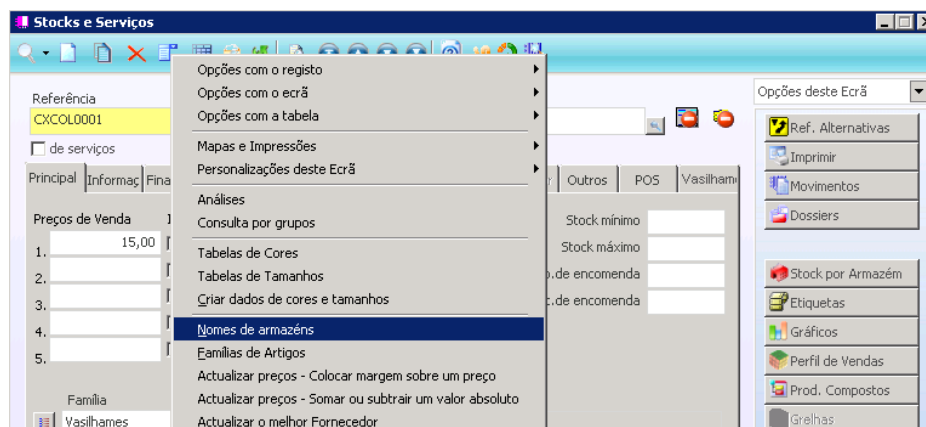 Stocks e Serviços
Opções com o registo
Opções com o ecrã
Opções com a tabela
Mapas e Impressões
Personalizações deste Ecrã
Análises
Consulta por grupos
Tabelas de Cores
Tabelas de Tamanhos
Criar dados de cores e tamanhos
Nomes de armazéns
Famílias de Artigos
Actualizar preços - Colocar margem sobre um preço
Actualizar preços - Somar ou subtrair um valor absoluto
Actualizar o melhor Fornecedor
Referência
CXCOL0001
de serviços
Principal Informaç Fina
Outros POS Vasilham
Preços de Venda
1. 15,00
2.
3.
4.
5.
Família
Vasilhames
Stock mínimo
Stock máximo
.de encomenda
.de encomenda
Opções deste Ecrã
Ref. Alternativas
Imprimir
Movimentos
Dossiers
Stock por Armazém
Etiquetas
Gráficos
Perfil de Vendas
Prod. Compostos
Grelhas